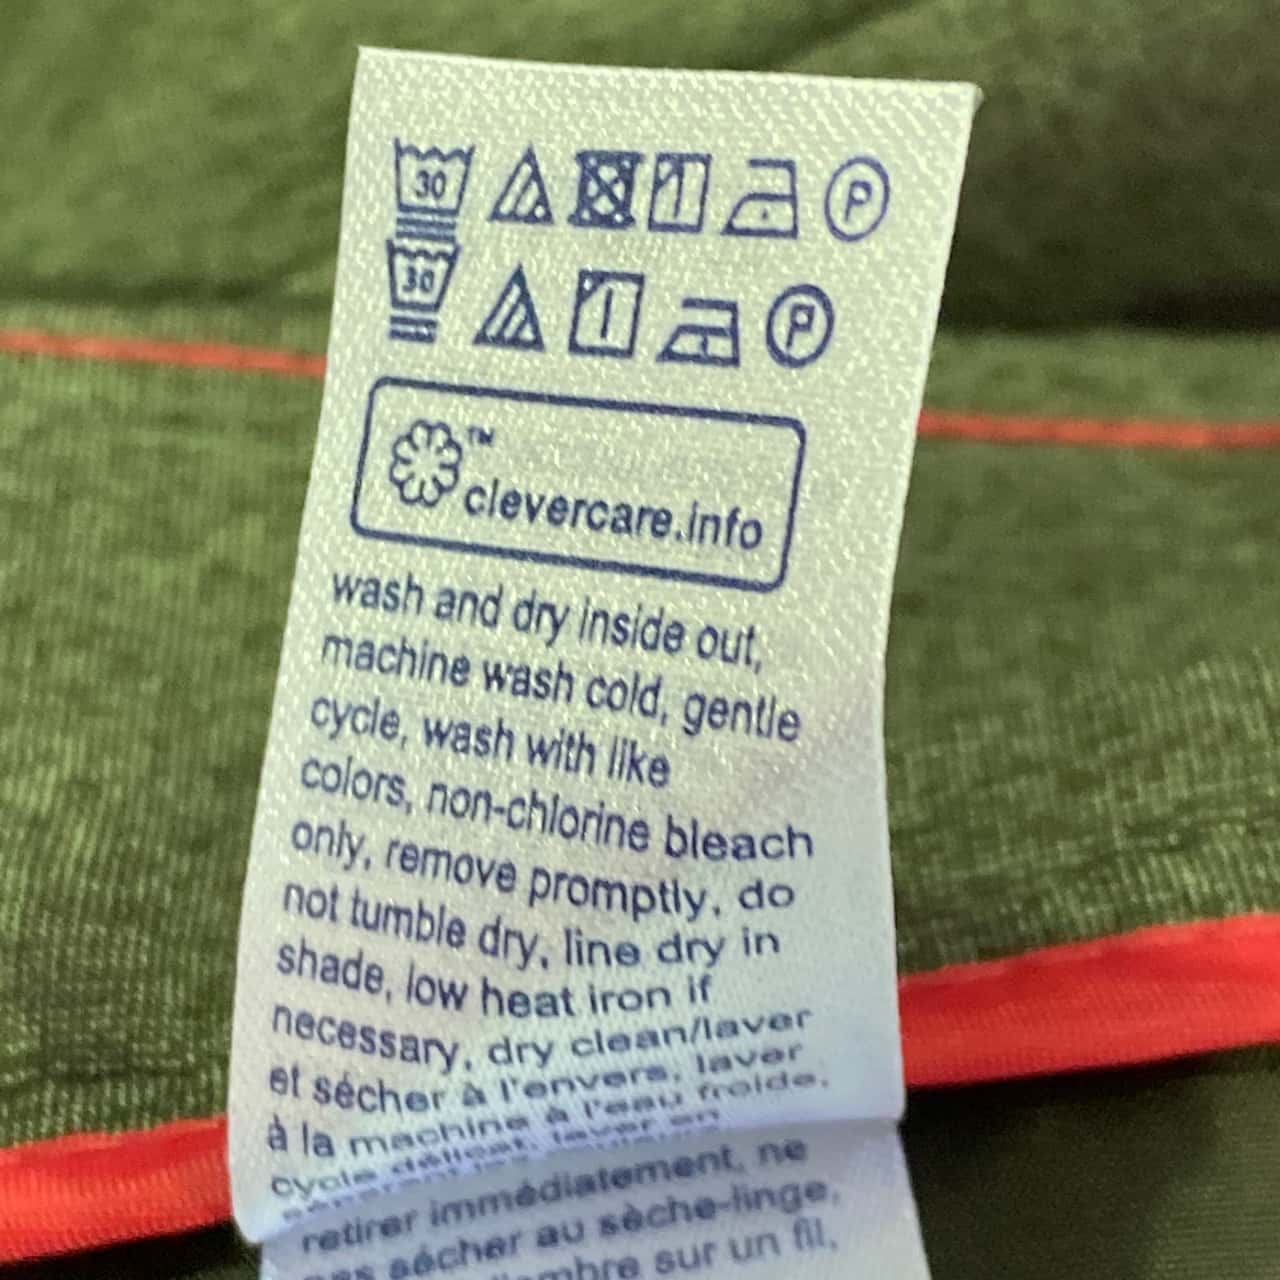 30 P
30 P
™
clevercare.info
wash and dry inside out,
machine wash cold, gentle
cycle, wash with like
colors, non-chlorine bleach
only, remove promptly, do
not tumble dry, line dry in
shade, low heat iron if
necessary, dry clean/laver
et sécher à l'envers, laver
à la machine à l'eau froide,
cycle délicat, laver
retirer immédiatement, ne
sécher au sèche-linge,
sur un fil,